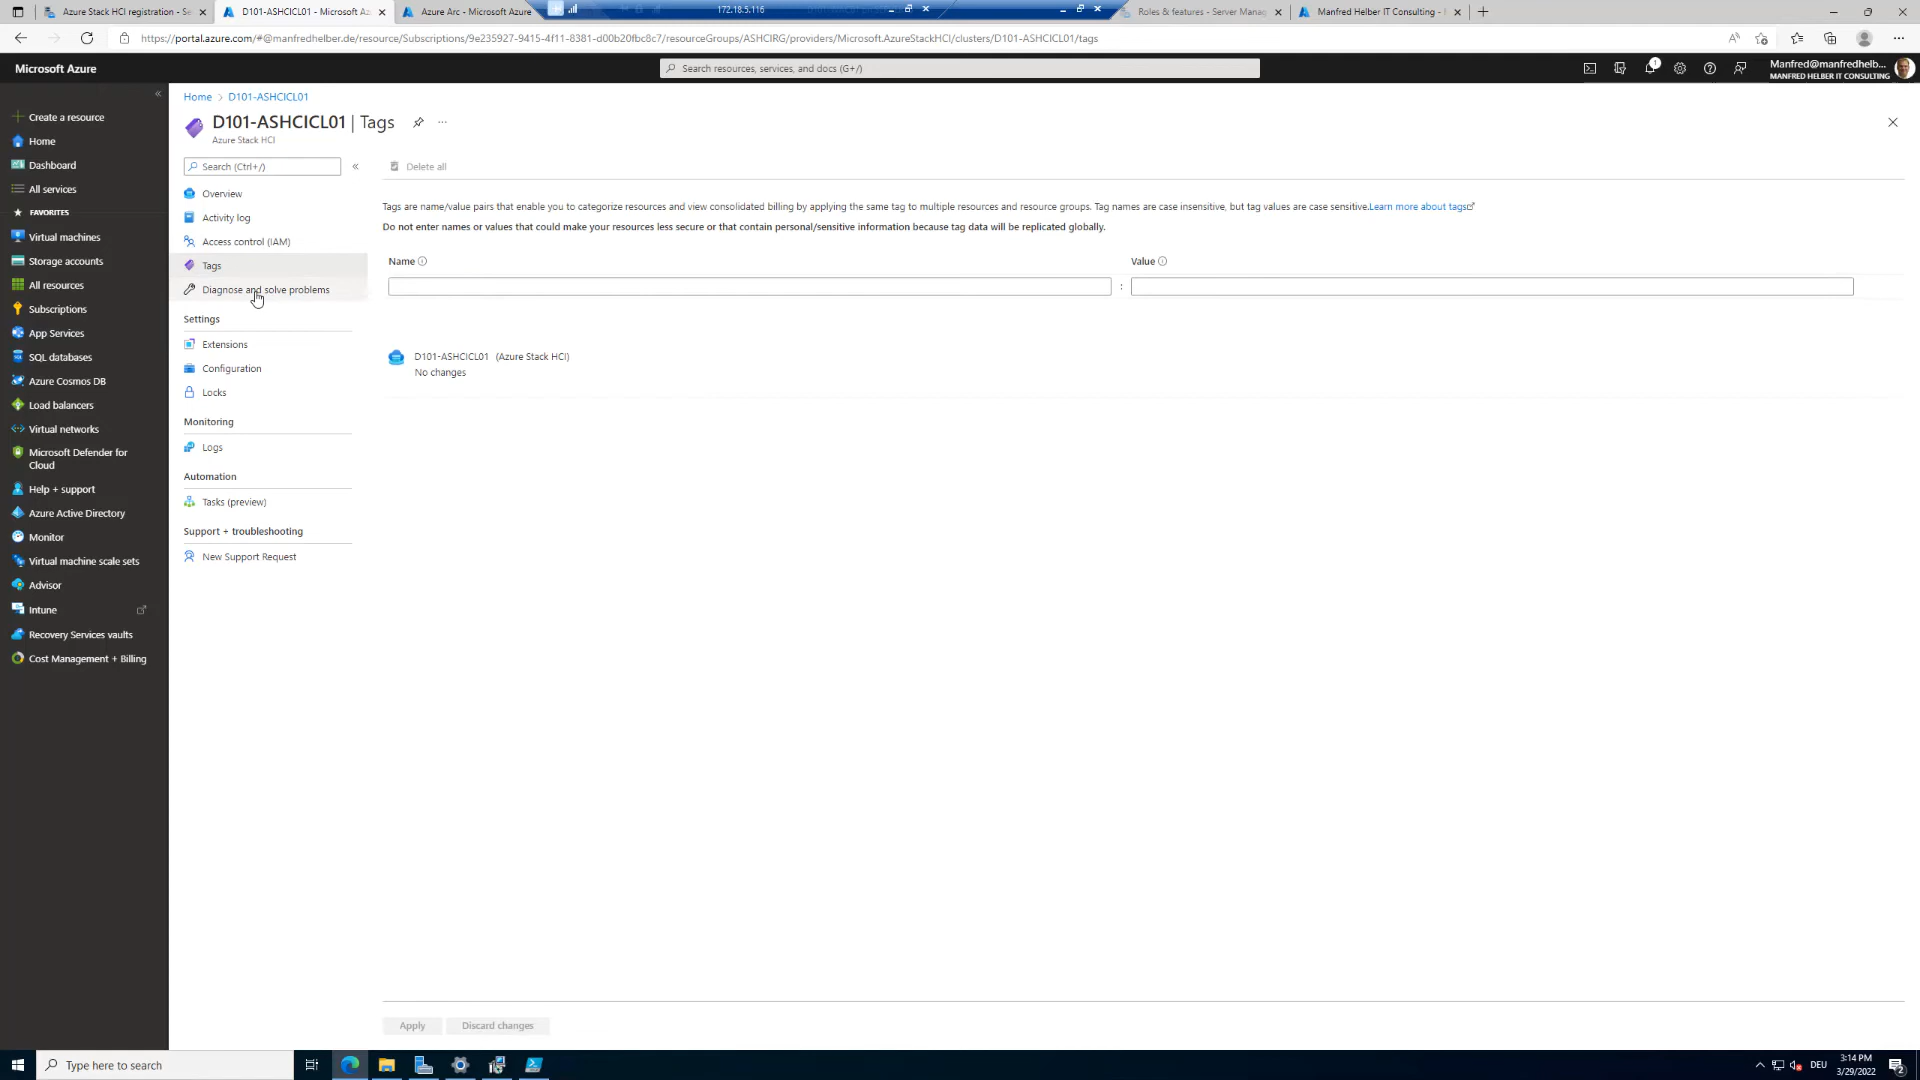 Azure Stack HCI registration - Se
D101-ASHCICL01 - Microsoft Az
Azure Arc - Microsoft Azure
172.18.5.116
Roles & features - Server Manag
Manfred Helber IT Consulting -
https://portal.azure.com/#@manfredhelber.de/resource/Subscriptions/9e235927-9415-4f11-8381-d00b20fbc8c7/resourceGroups/ASHCIRG/providers/Microsoft.AzureStackHCI/clusters/D101-ASHCICL01/tags
Microsoft Azure
Search resources, services, and docs (G+/)
1
Manfred@manfredhelb...
MANFRED HELBER IT CONSULTING
Create a resource
Home
Dashboard
All services
FAVORITES
Virtual machines
Storage accounts
All resources
Subscriptions
App Services
SQL databases
Azure Cosmos DB
Load balancers
Virtual networks
Microsoft Defender for
Cloud
Help + support
Azure Active Directory
Monitor
Virtual machine scale sets
Advisor
Intune
Recovery Services vaults
Cost Management + Billing
Home > D101-ASHCICL01
D101-ASHCICL01 | Tags
Azure Stack HCI
Search (Ctrl+/)
Overview
Activity log
Access control (IAM)
Tags
Diagnose and solve problems
Settings
Extensions
Configuration
Locks
Monitoring
Logs
Automation
Tasks (preview)
Support + troubleshooting
New Support Request
Delete all
Tags are name/value pairs that enable you to categorize resources and view consolidated billing by applying the same tag to multiple resources and resource groups. Tag names are case insensitive, but tag values are case sensitive.Learn more about tags
Do not enter names or values that could make your resources less secure or that contain personal/sensitive information because tag data will be replicated globally.
Name
Value
:
D101-ASHCICL01 (Azure Stack HCI)
No changes
Apply
Discard changes
Type here to search
DEU
3:14 PM
3/29/2022
2